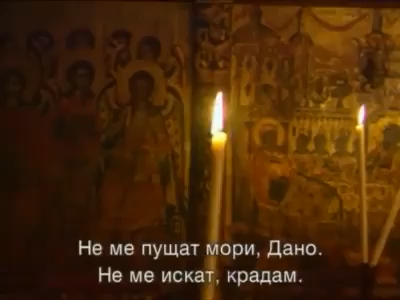 Не ме пущат мори, Дано.
Не ме искат, крадам.